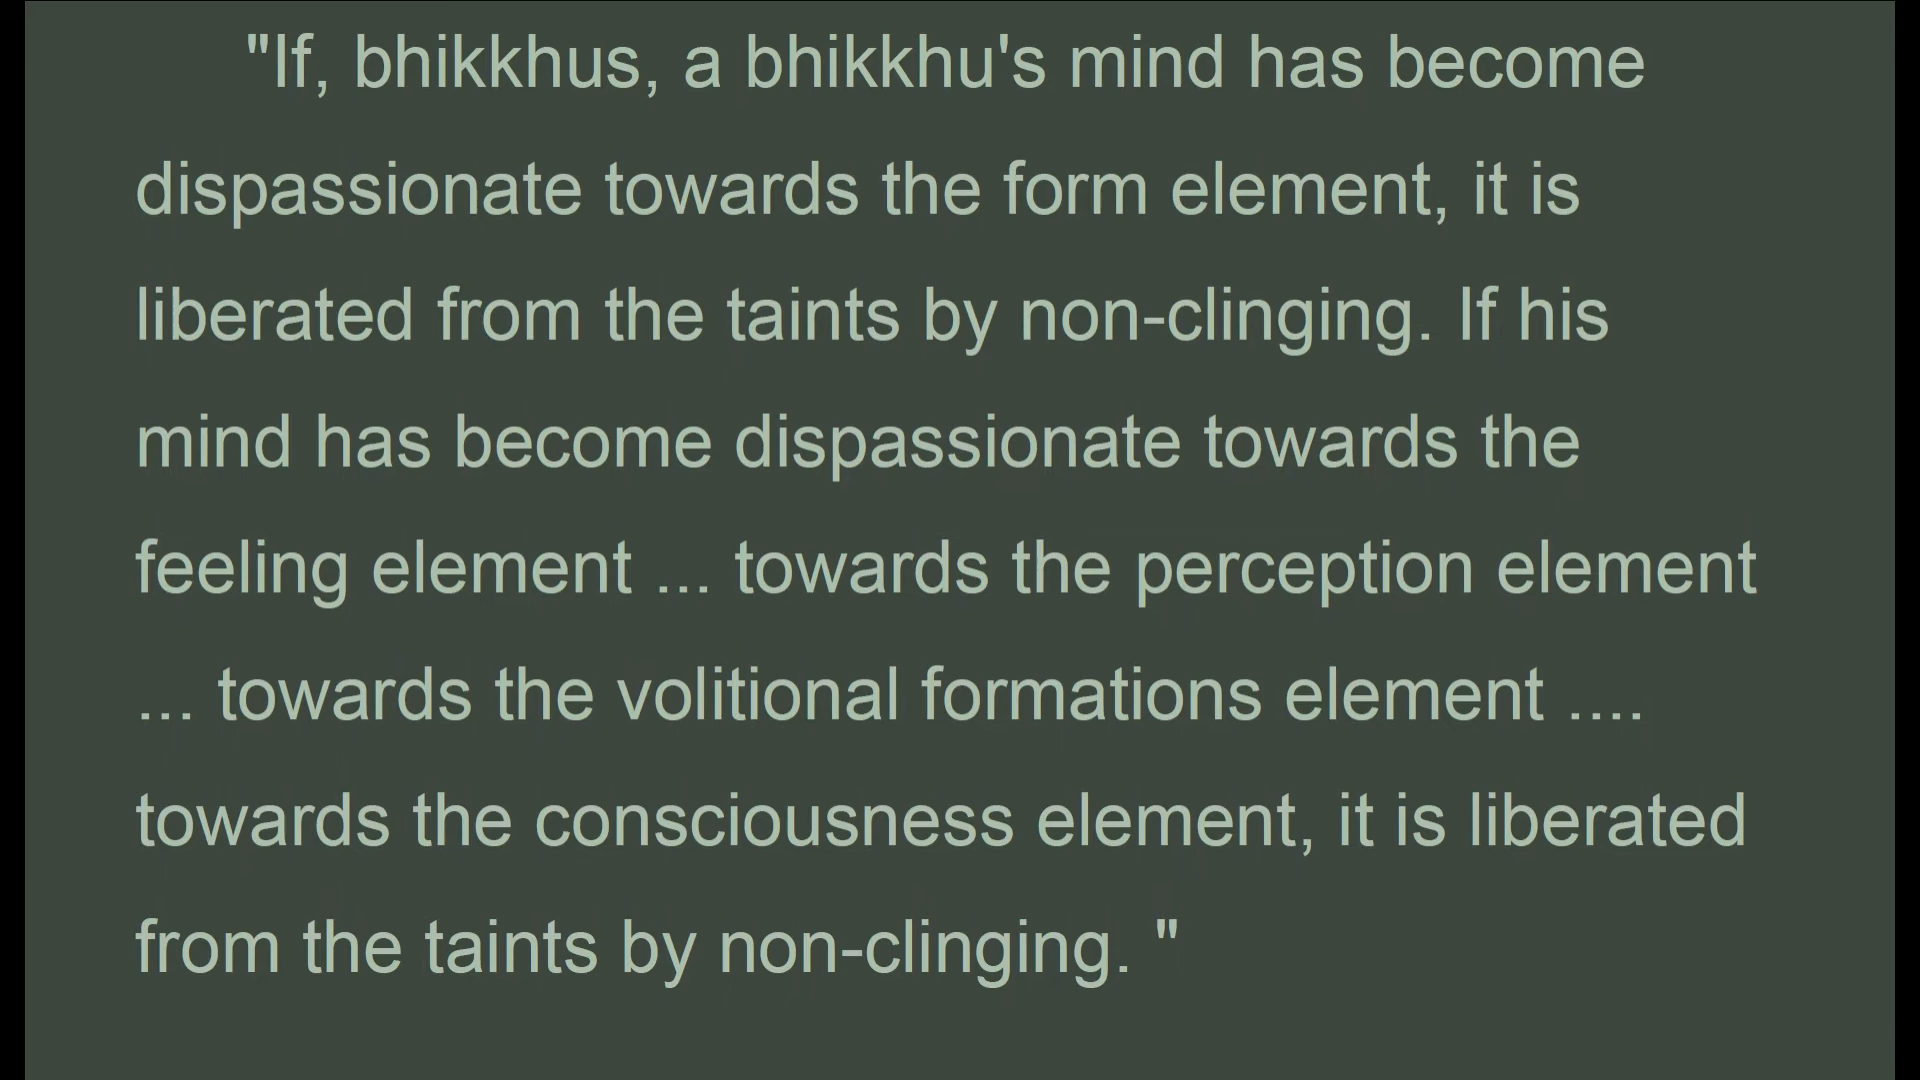 "If, bhikkhus, a bhikkhu's mind has become
dispassionate towards the form element, it is
liberated from the taints by non-clinging. If his
mind has become dispassionate towards the
feeling element ... towards the perception element
... towards the volitional formations element ....
towards the consciousness element, it is liberated
from the taints by non-clinging. "